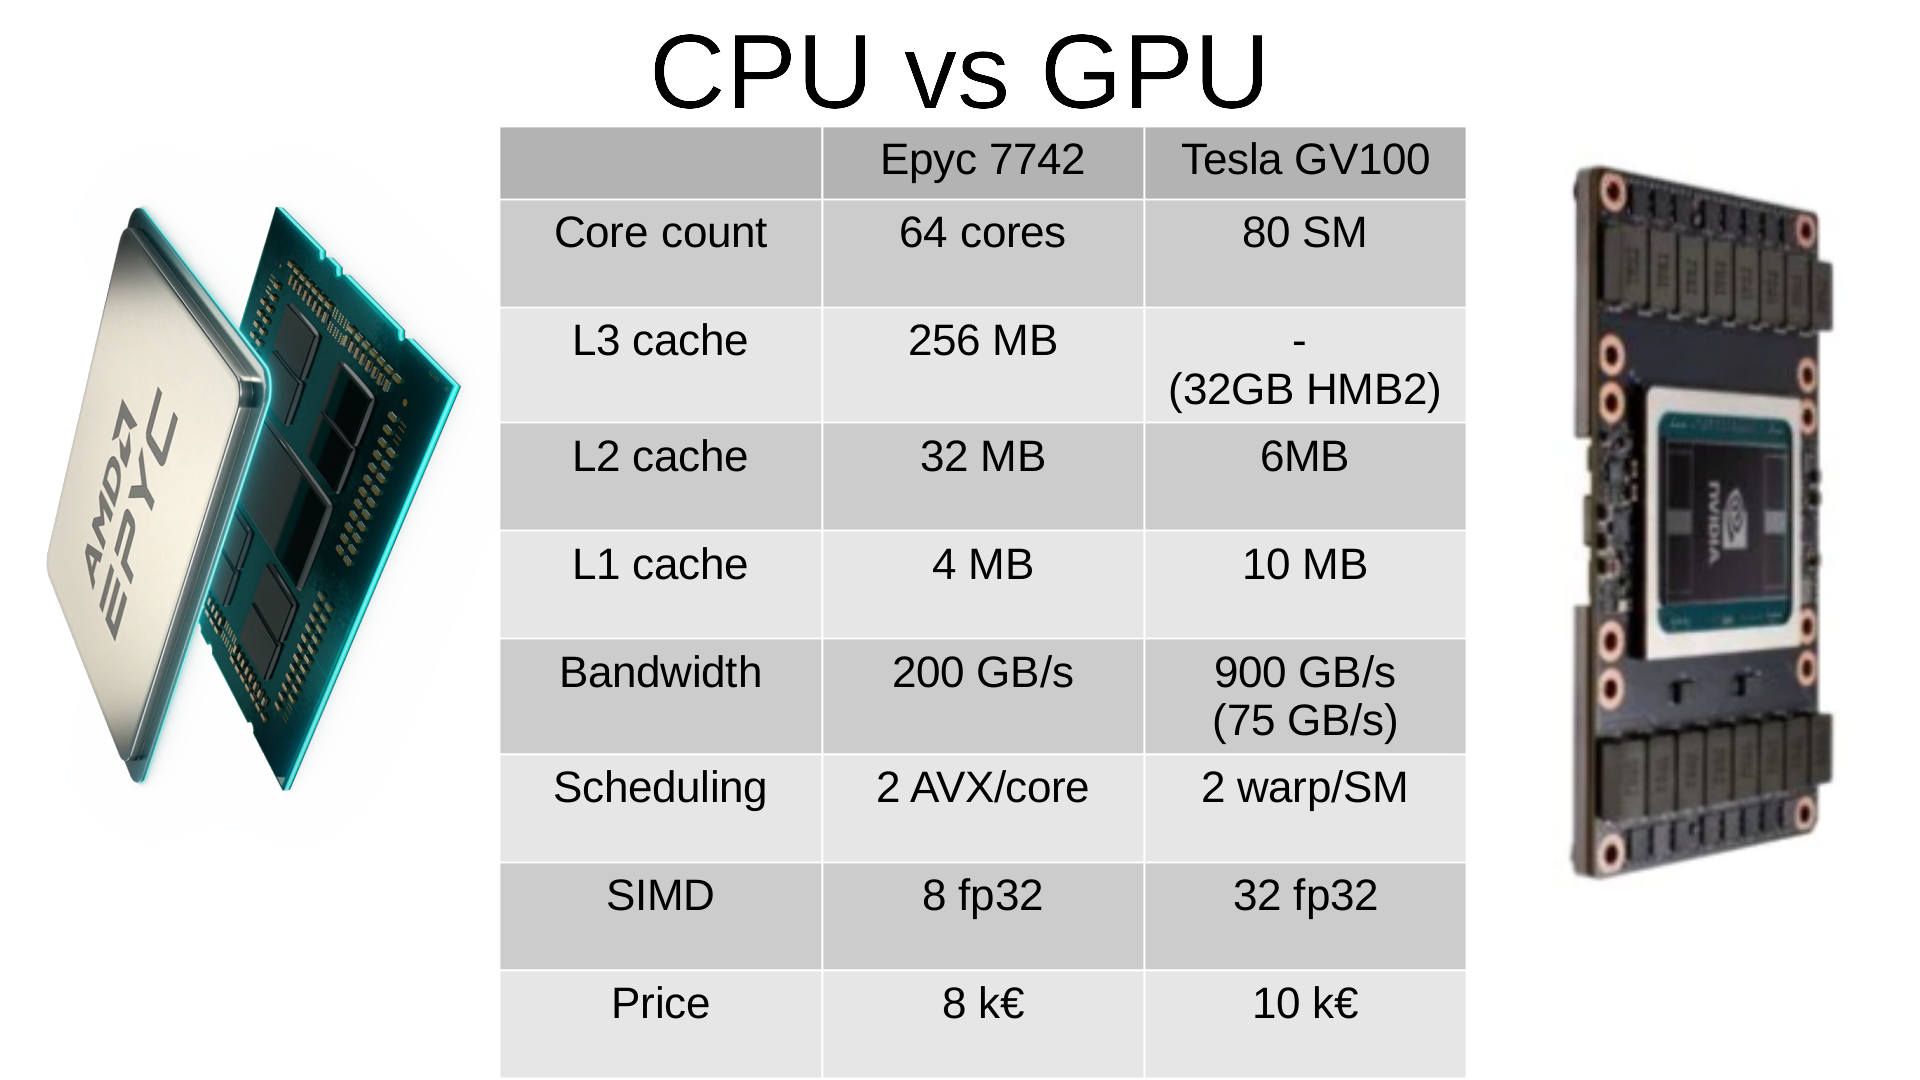 CPU vs GPU
Epyc 7742 Tesla GV100
Core count 64 cores 80 SM
L3 cache 256 MB -
(32GB HMB2)
L2 cache 32 MB 6MB
L1 cache 4 MB 10 MB
Bandwidth 200 GB/s 900 GB/s
(75 GB/s)
Scheduling 2 AVX/core 2 warp/SM
SIMD 8 fp32 32 fp32
Price 8 k€ 10 k€
AMD
EPYC
NVIDIA